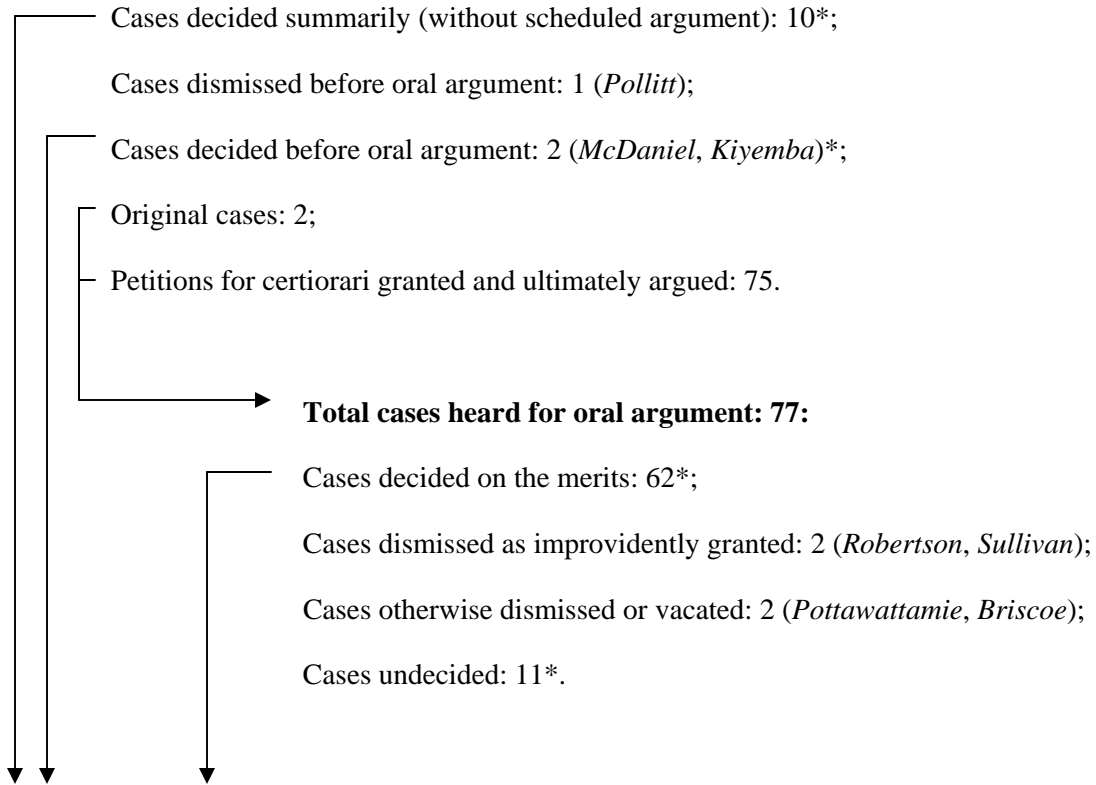 Cases decided summarily (without scheduled argument): 10*;
Cases dismissed before oral argument: 1 (Pollitt);
Cases decided before oral argument: 2 (McDaniel, Kiyemba)*;
Original cases: 2;
Petitions for certiorari granted and ultimately argued: 75.
Total cases heard for oral argument: 77:
Cases decided on the merits: 62*;
Cases dismissed as improvidently granted: 2 (Robertson, Sullivan);
Cases otherwise dismissed or vacated: 2 (Pottawattamie, Briscoe);
Cases undecided: 11*.